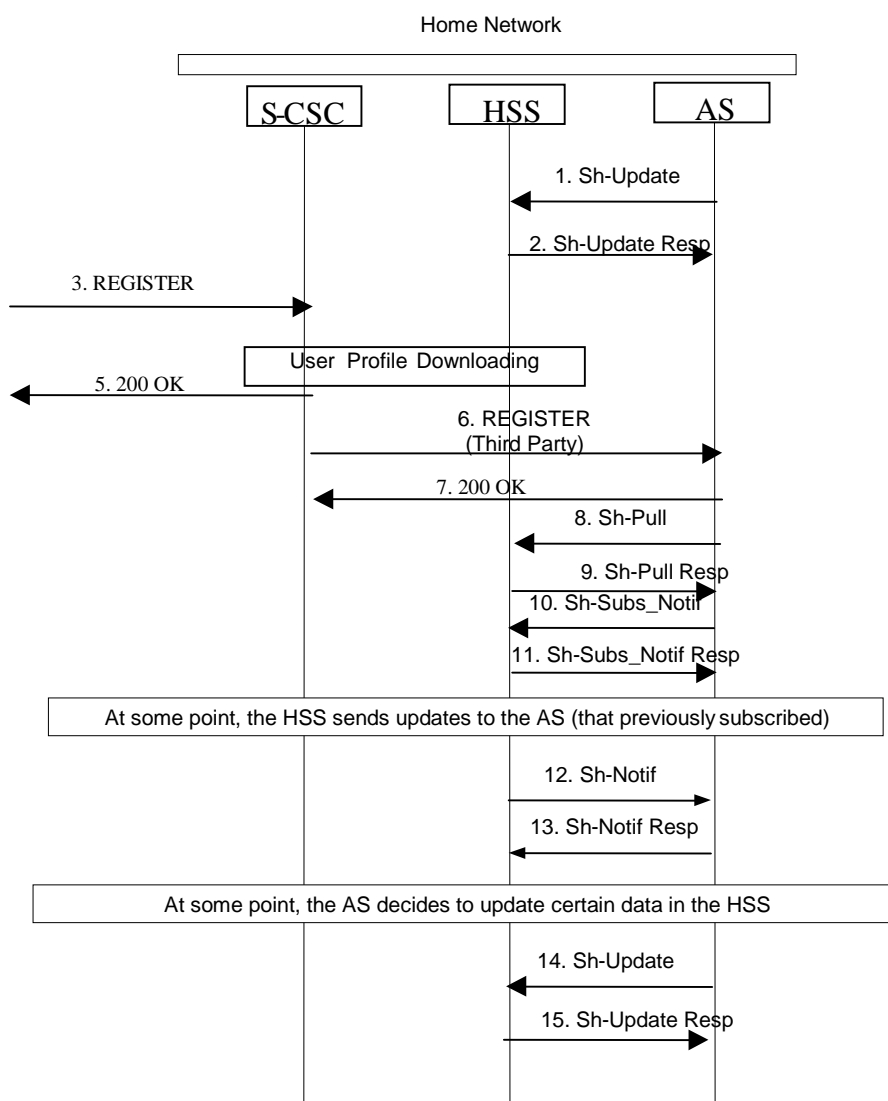 Home Network
S-CSC
HSS
AS
1. Sh-Update
2. Sh-Update Resp
3. REGISTER
User Profile Downloading
5. 200 OK
6. REGISTER
(Third Party)
7. 200 OK
8. Sh-Pull
9. Sh-Pull Resp
10. Sh-Subs_Notif
11. Sh-Subs_Notif Resp
At some point, the HSS sends updates to the AS (that previously subscribed)
12. Sh-Notif
13. Sh-Notif Resp
At some point, the AS decides to update certain data in the HSS
14. Sh-Update
15. Sh-Update Resp